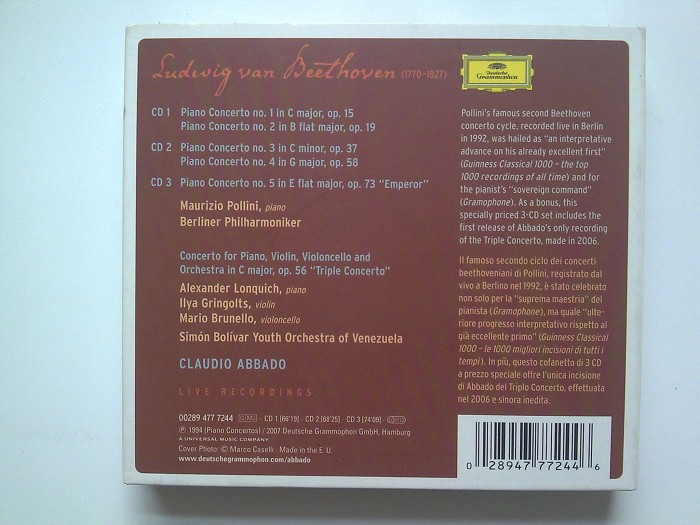 Ludwig van Beethoven (1770–1827)
CD 1 Piano Concerto no. 1 in C major, op. 15
Piano Concerto no. 2 in B flat major, op. 19
CD 2 Piano Concerto no. 3 in C minor, op. 37
Piano Concerto no. 4 in G major, op. 58
CD 3 Piano Concerto no. 5 in E flat major, op. 73 "Emperor"
Maurizio Pollini, piano
Berliner Philharmoniker
Concerto for Piano, Violin, Violoncello and
Orchestra in C major, op. 56 "Triple Concerto"
Alexander Lonquich, piano
Ilya Gringolts, violin
Mario Brunello, violoncello
Simón Bolívar Youth Orchestra of Venezuela
CLAUDIO ABBADO
LIVE RECORDINGS
00289 477 7244 · CD 1 [66'19] · CD 2 [68'25] · CD 3 [74'09]
℗ 1994 (Piano Concertos) / 2007 Deutsche Grammophon GmbH, Hamburg
A UNIVERSAL MUSIC COMPANY
Cover Photo: © Marco Caselli · Made in the E. U.
www.deutschegrammophon.com/abbado
Deutsche
Grammophon
Pollini's famous second Beethoven
concerto cycle, recorded live in Berlin
in 1992, was hailed as "an interpretative
advance on his already excellent first"
(Guinness Classical 1000 – the top
1000 recordings of all time) and for
the pianist's "sovereign command"
(Gramophone). As a bonus, this
specially priced 3-CD set includes the
first release of Abbado's only recording
of the Triple Concerto, made in 2006.
Il famoso secondo ciclo dei concerti
beethoveniani di Pollini, registrato dal
vivo a Berlino nel 1992, è stato celebrato
non solo per la "suprema maestria" del
pianista (Gramophone), ma quale "ulte-
riore progresso interpretativo rispetto al
già eccellente primo" (Guinness Classical
1000 – le 1000 migliori incisioni di tutti i
tempi). In più, questo cofanetto di 3 CD
a prezzo speciale offre l'unica incisione
di Abbado del Triplo Concerto, effettuata
nel 2006 e sinora inedita.
0 28947 77244 6